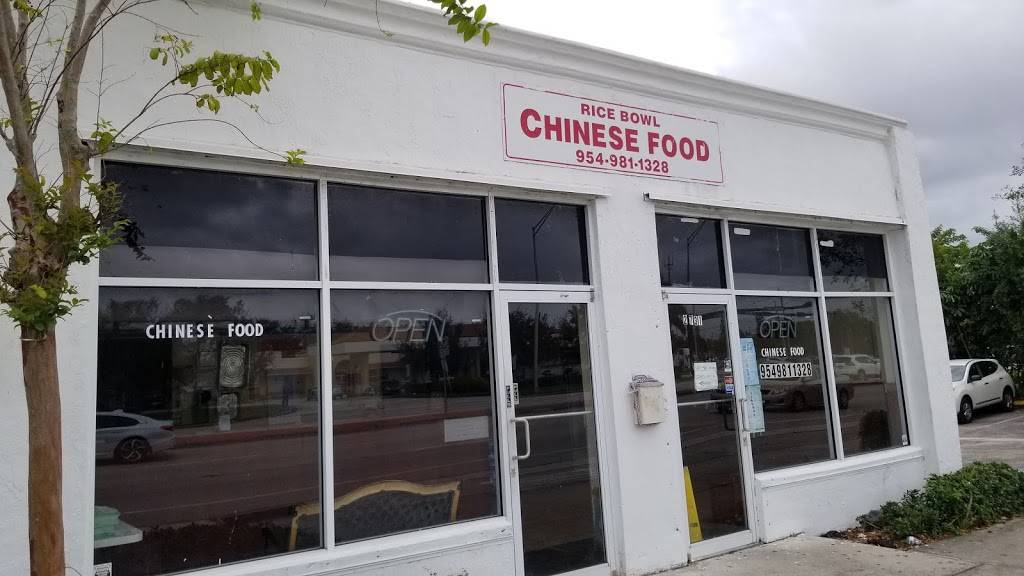 RICE BOWL
CHINESE FOOD
954-981-1328
CHINESE FOOD
OPEN
OPEN
CHINESE FOOD
9549811328